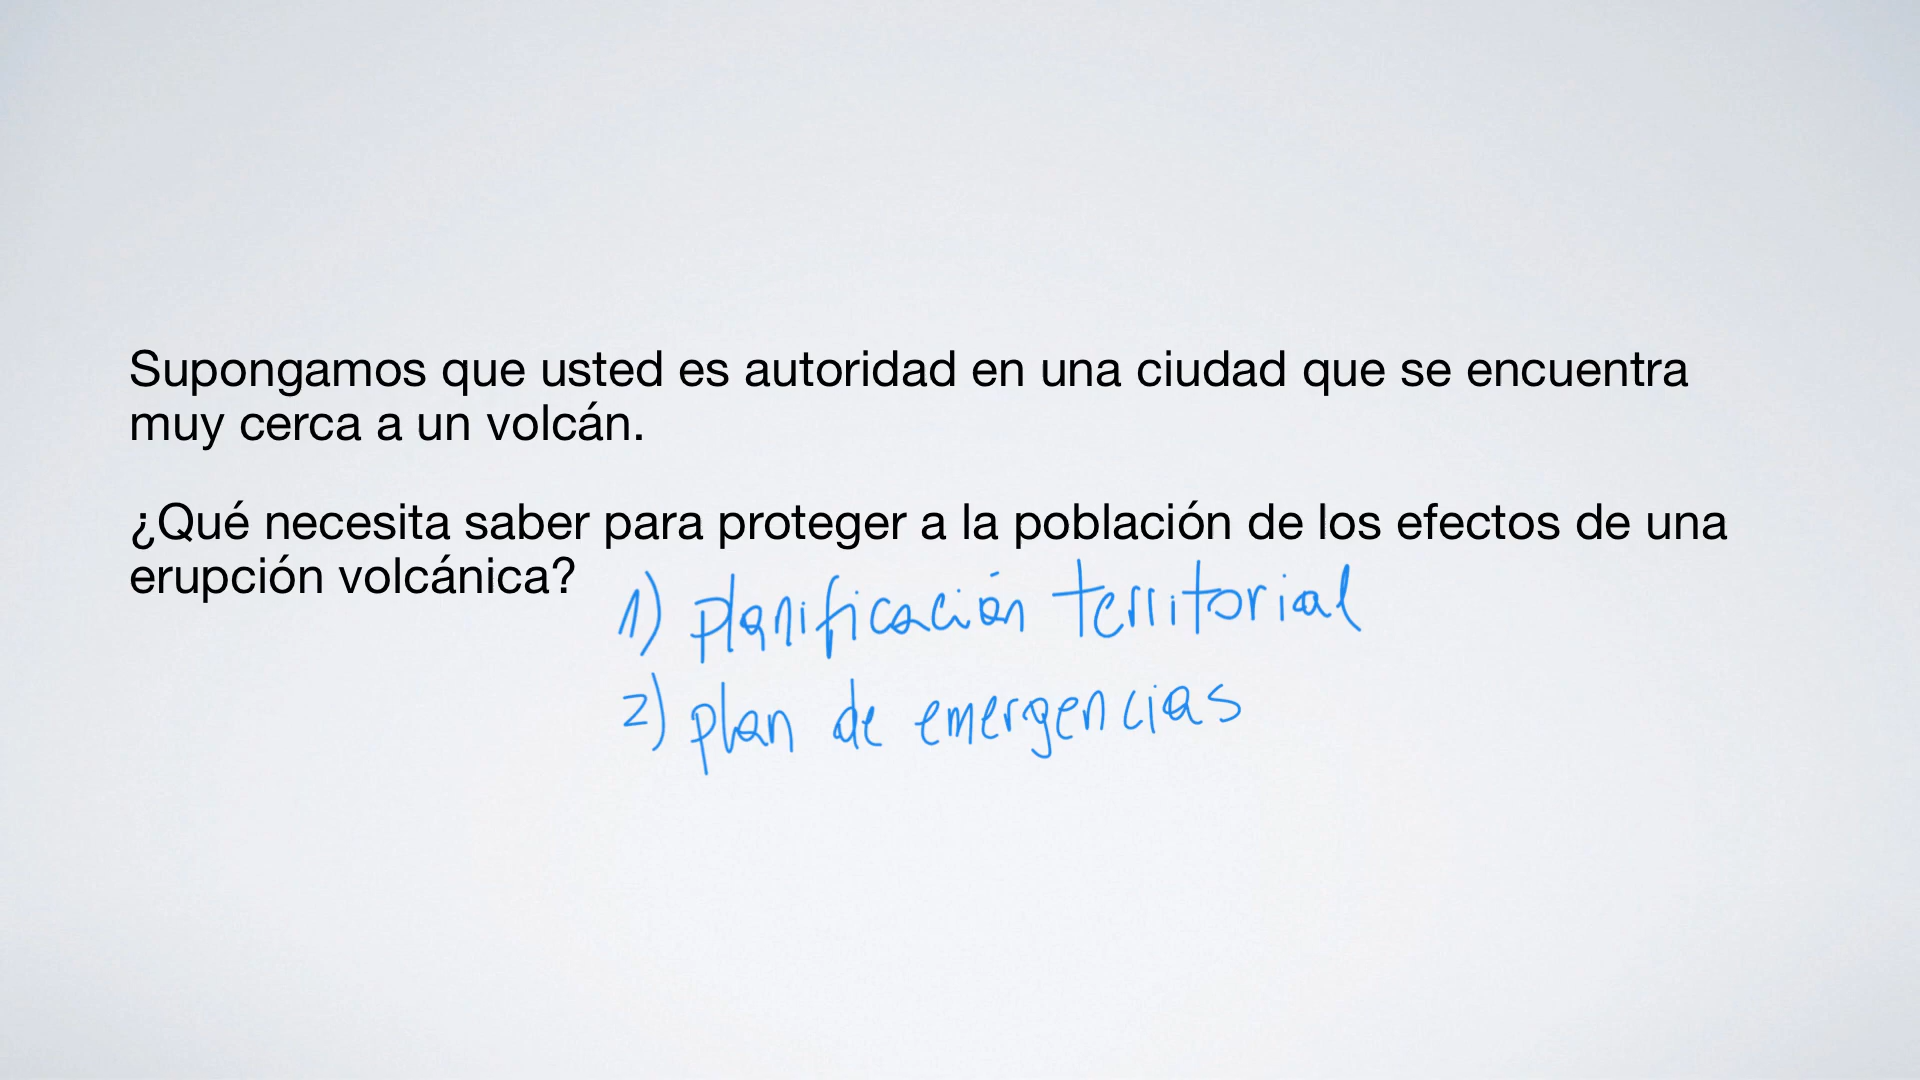 Supongamos que usted es autoridad en una ciudad que se encuentra
muy cerca a un volcán.
¿Qué necesita saber para proteger a la población de los efectos de una
erupción volcánica?
1) planificación territorial
2) plan de emergencias